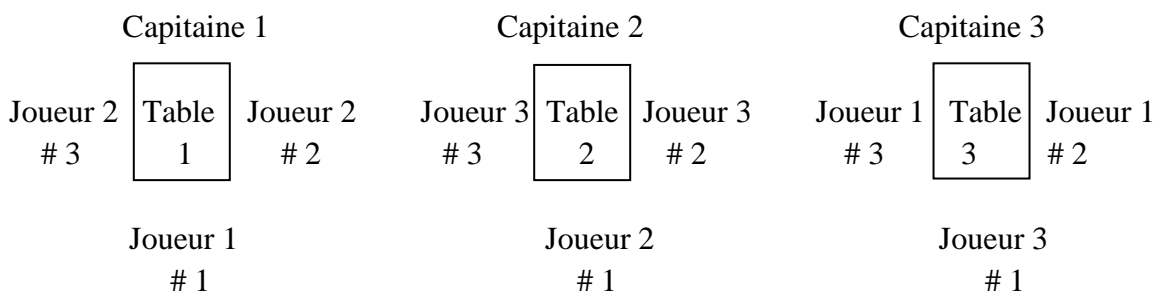 Capitaine 1 Capitaine 2 Capitaine 3
Joueur 2 Table Joueur 2 Joueur 3 Table Joueur 3 Joueur 1 Table Joueur 1
# 3 1 # 2 # 3 2 # 2 # 3 3 # 2
Joueur 1 Joueur 2 Joueur 3
# 1 # 1 # 1